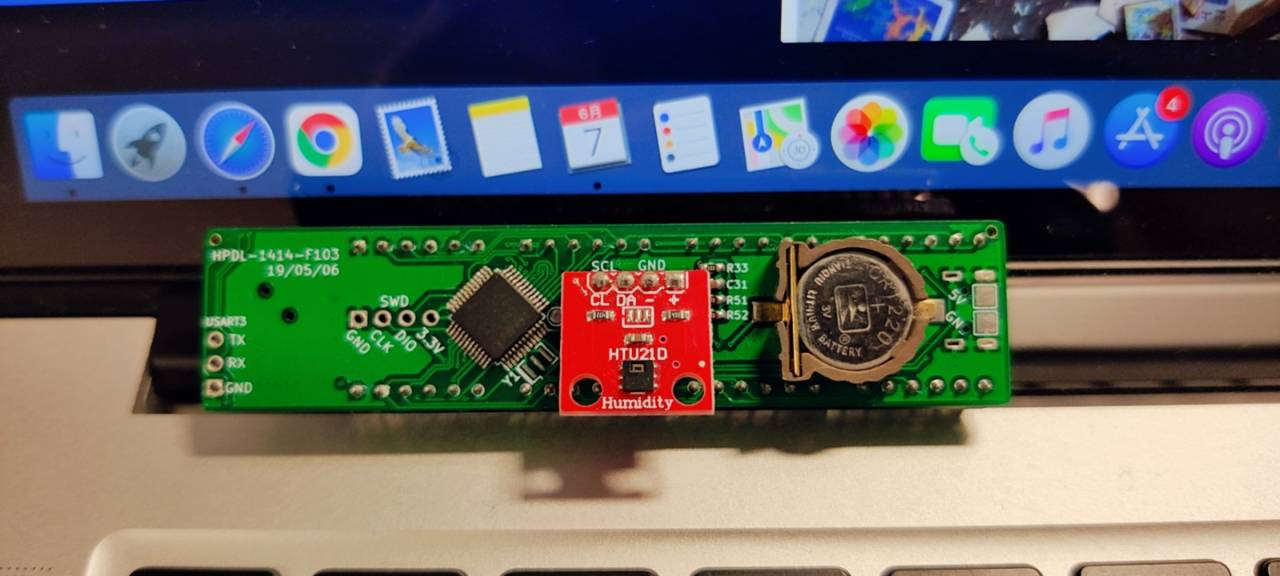 6月
7
3D
4
HPDL-1414-F103
19/05/06
SWD
GND
CLK
DIO
3.3V
USART3
TX
RX
GND
Y1
SCL GND
CL DA - +
HTU21D
Humidity
R33
C31
R51
R52
BATTERY
3V
5V
GND